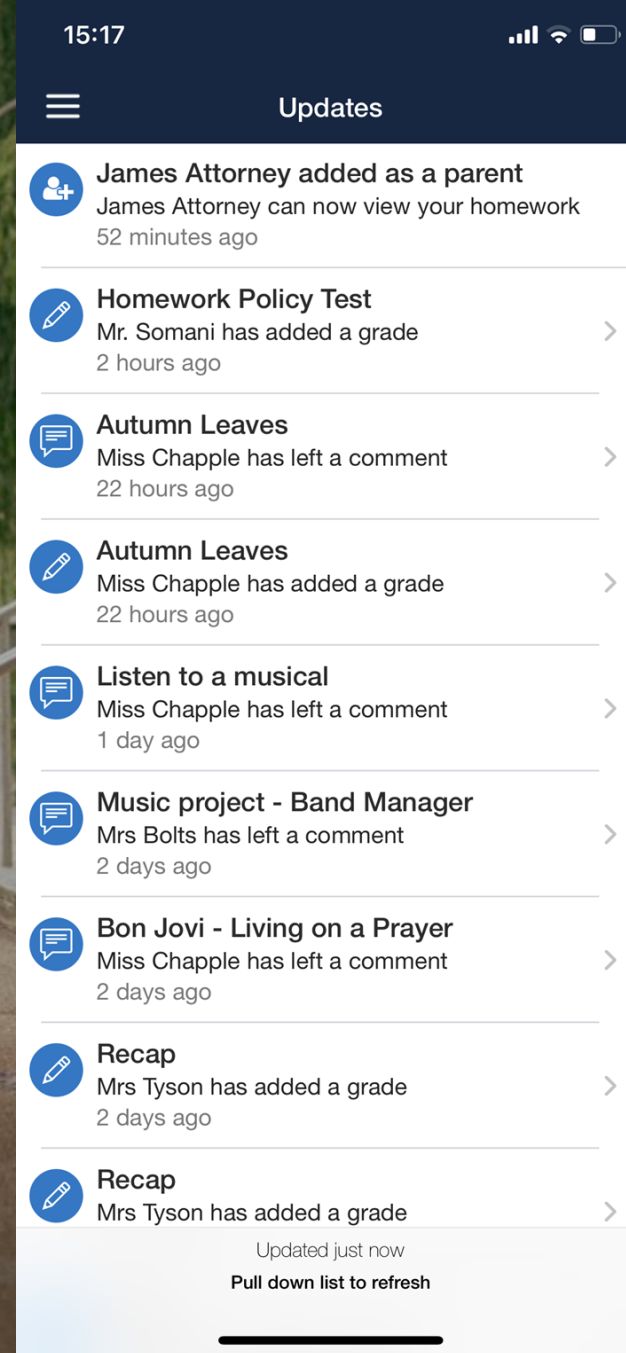 15:17
Updates
James Attorney added as a parent
James Attorney can now view your homework
52 minutes ago
Homework Policy Test
Mr. Somani has added a grade
2 hours ago
Autumn Leaves
Miss Chapple has left a comment
22 hours ago
Autumn Leaves
Miss Chapple has added a grade
22 hours ago
Listen to a musical
Miss Chapple has left a comment
1 day ago
Music project - Band Manager
Mrs Bolts has left a comment
2 days ago
Bon Jovi - Living on a Prayer
Miss Chapple has left a comment
2 days ago
Recap
Mrs Tyson has added a grade
2 days ago
Recap
Mrs Tyson has added a grade
Updated just now
Pull down list to refresh